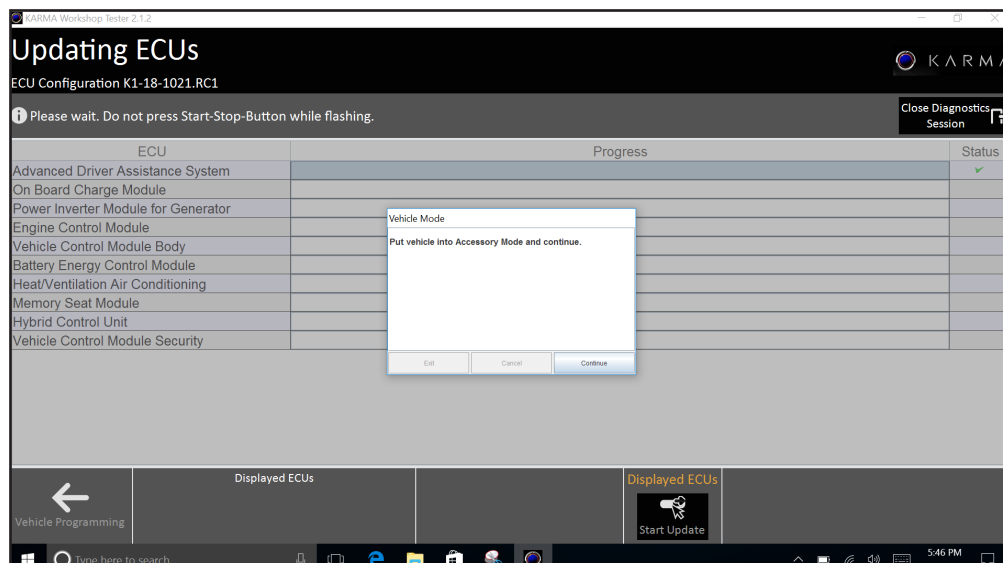 KARMA Workshop Tester 2.1.2
Updating ECUs
KARMA
ECU Configuration K1-18-1021.RC1
Please wait. Do not press Start-Stop-Button while flashing.
Close Diagnostics
Session
ECU Progress Status
Advanced Driver Assistance System
On Board Charge Module
Power Inverter Module for Generator
Engine Control Module
Vehicle Control Module Body
Battery Energy Control Module
Heat/Ventilation Air Conditioning
Memory Seat Module
Hybrid Control Unit
Vehicle Control Module Security
Vehicle Mode
Put vehicle into Accessory Mode and continue.
Exit Cancel Continue
Displayed ECUs
Displayed ECUs
Vehicle Programming
Start Update
Type here to search
5:46 PM